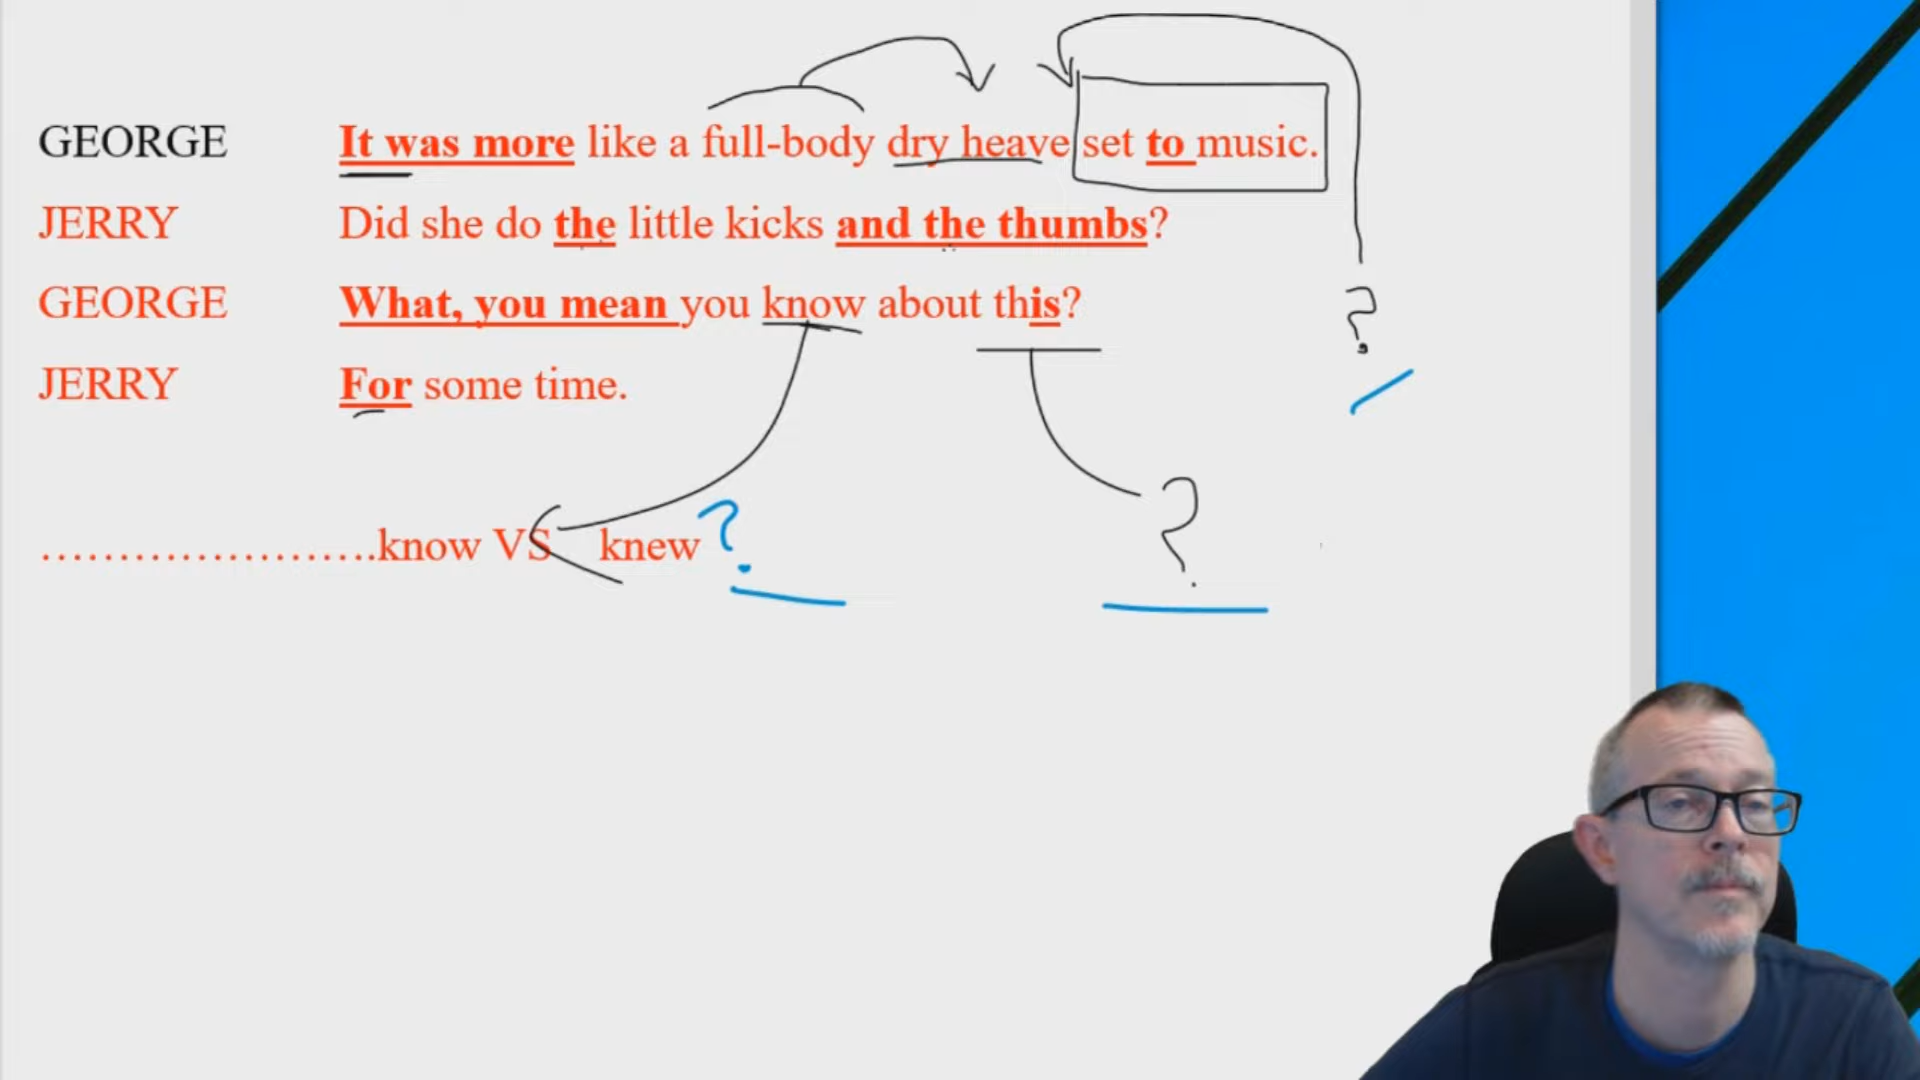 GEORGE It was more like a full-body dry heave set to music.
JERRY Did she do the little kicks and the thumbs?
GEORGE What, you mean you know about this?
?
JERRY For some time.
………………….know VS knew ?
?